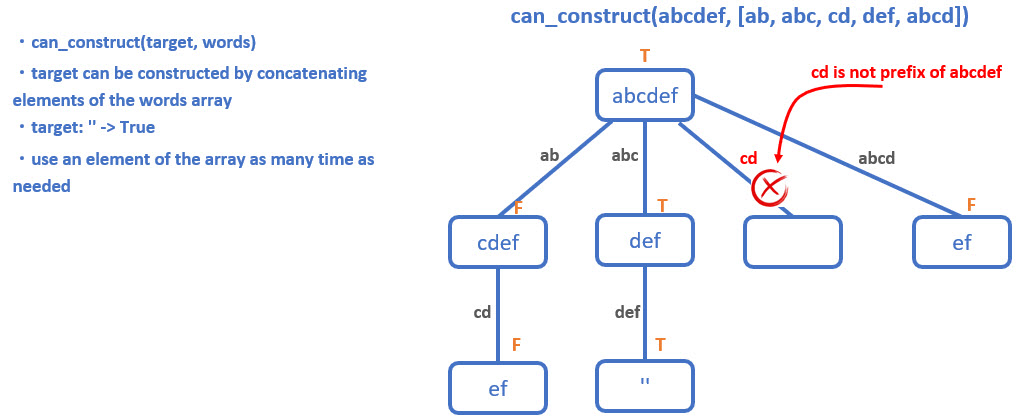 can_construct(abcdef, [ab, abc, cd, def, abcd])
・can_construct(target, words)
・target can be constructed by concatenating
elements of the words array
・target: '' -> True
・use an element of the array as many time as
needed
T
cd is not prefix of abcdef
abcdef
ab
abc
cd
abcd
F
T
F
cdef
def
ef
cd
def
F
T
ef
''